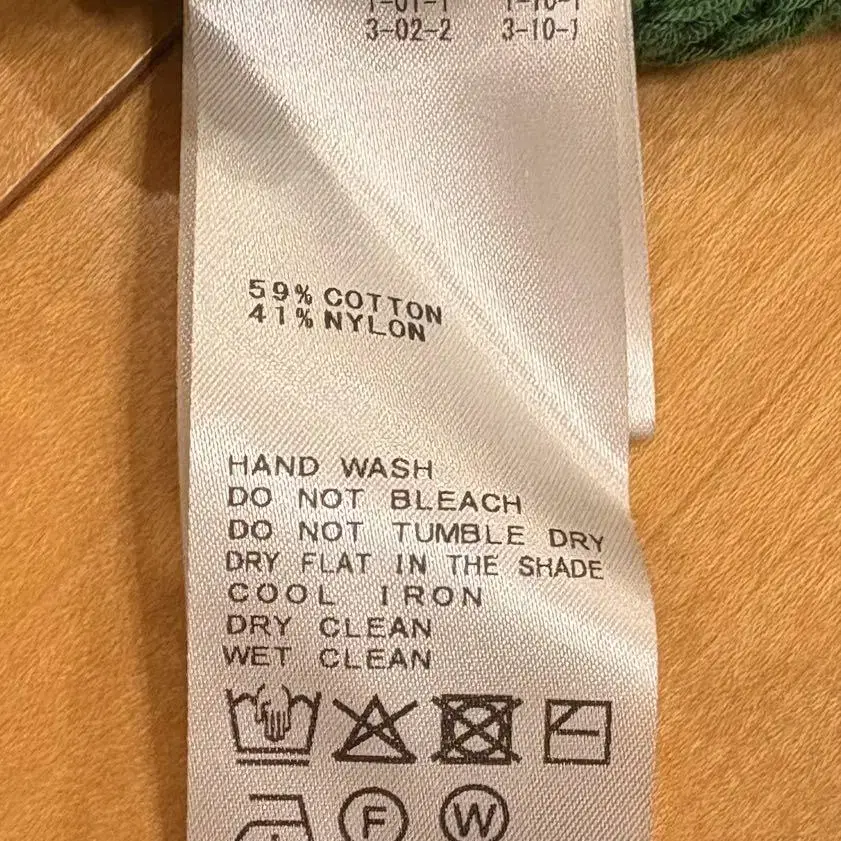 3-02-2 3-10-1
59% COTTON
41% NYLON
HAND WASH
DO NOT BLEACH
DO NOT TUMBLE DRY
DRY FLAT IN THE SHADE
COOL IRON
DRY CLEAN
WET CLEAN
F W